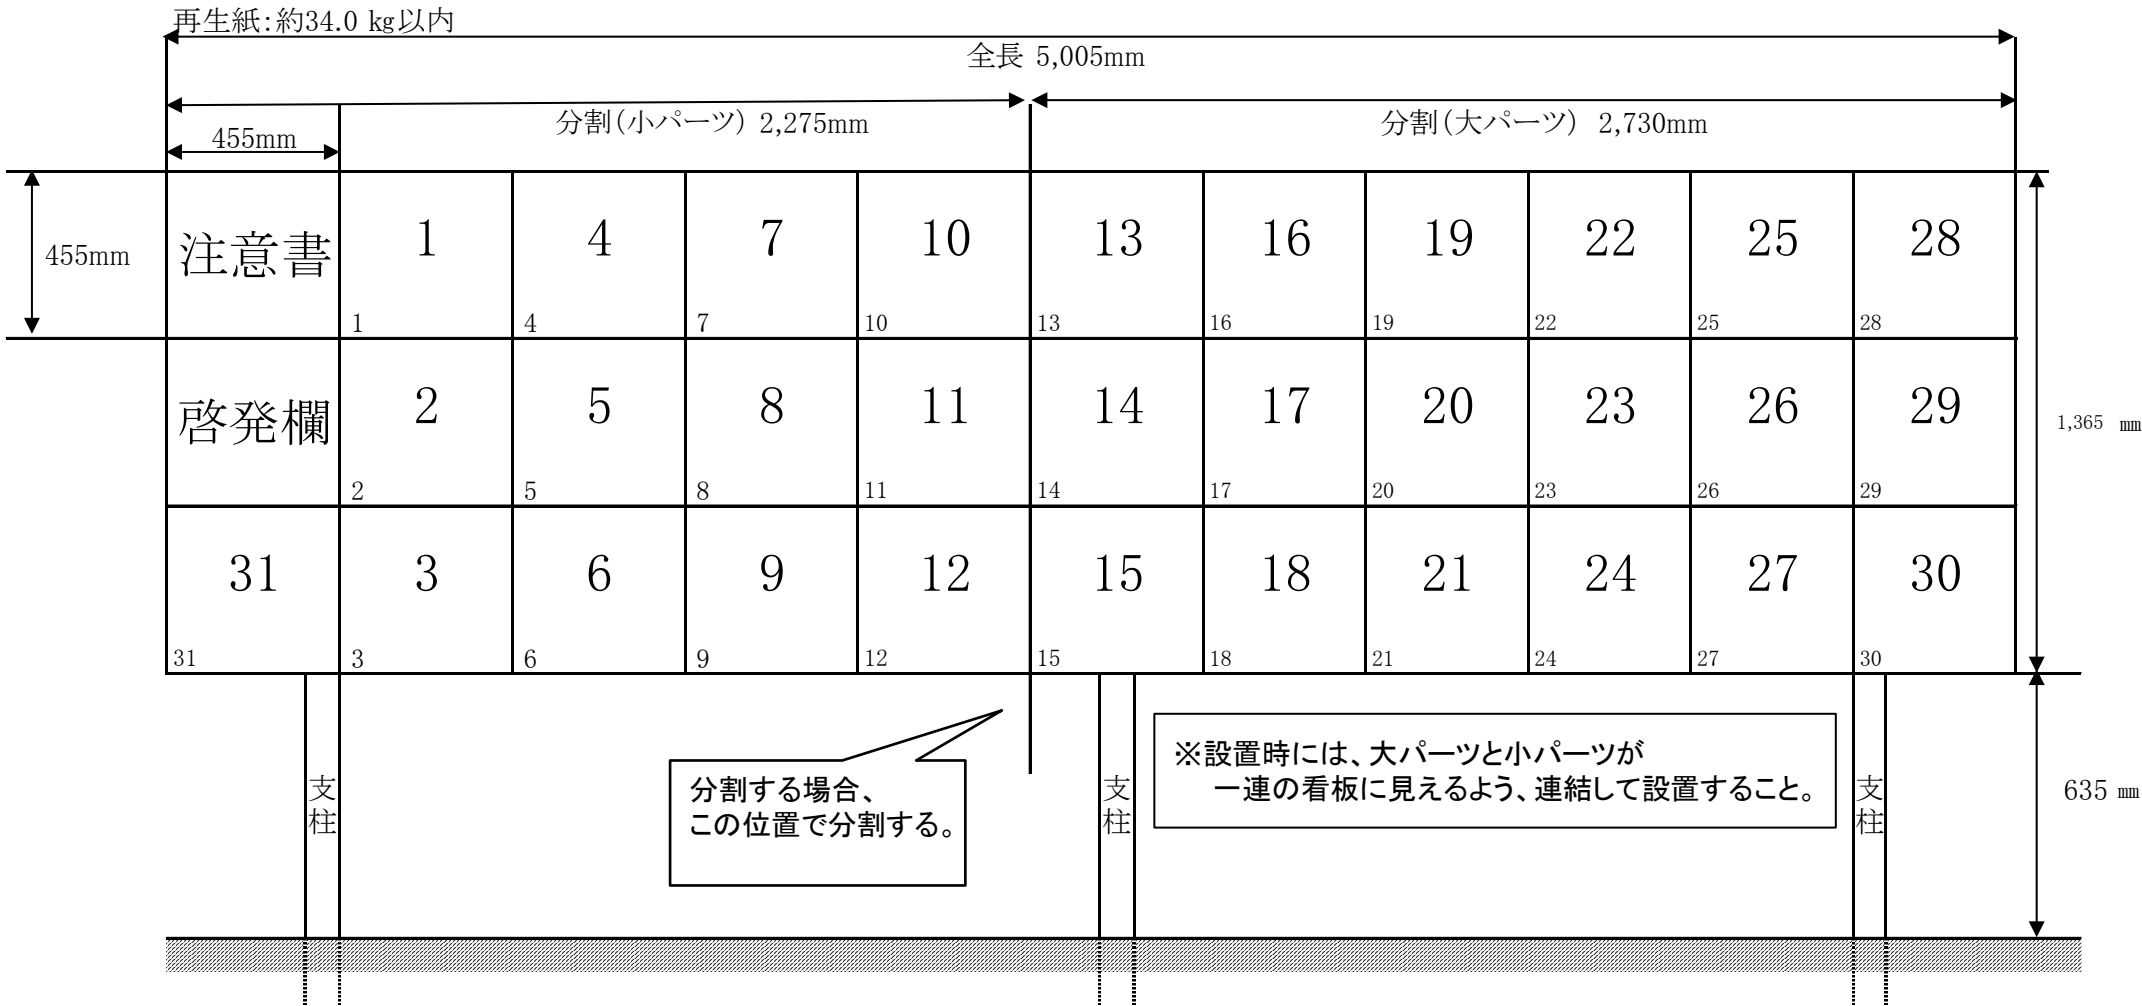 再生紙：約34.0 kg以内
全長 5,005mm
分割（小パーツ） 2,275mm
分割（大パーツ） 2,730mm
455mm
455mm
注意書 1 4 7 10 13 16 19 22 25 28
1 4 7 10 13 16 19 22 25 28
啓発欄 2 5 8 11 14 17 20 23 26 29
2 5 8 11 14 17 20 23 26 29
1,365 ㎜
31 3 6 9 12 15 18 21 24 27 30
31 3 6 9 12 15 18 21 24 27 30
支柱
分割する場合、
この位置で分割する。
支柱
※設置時には、大パーツと小パーツが
一連の看板に見えるよう、連結して設置すること。
支柱
635 ㎜